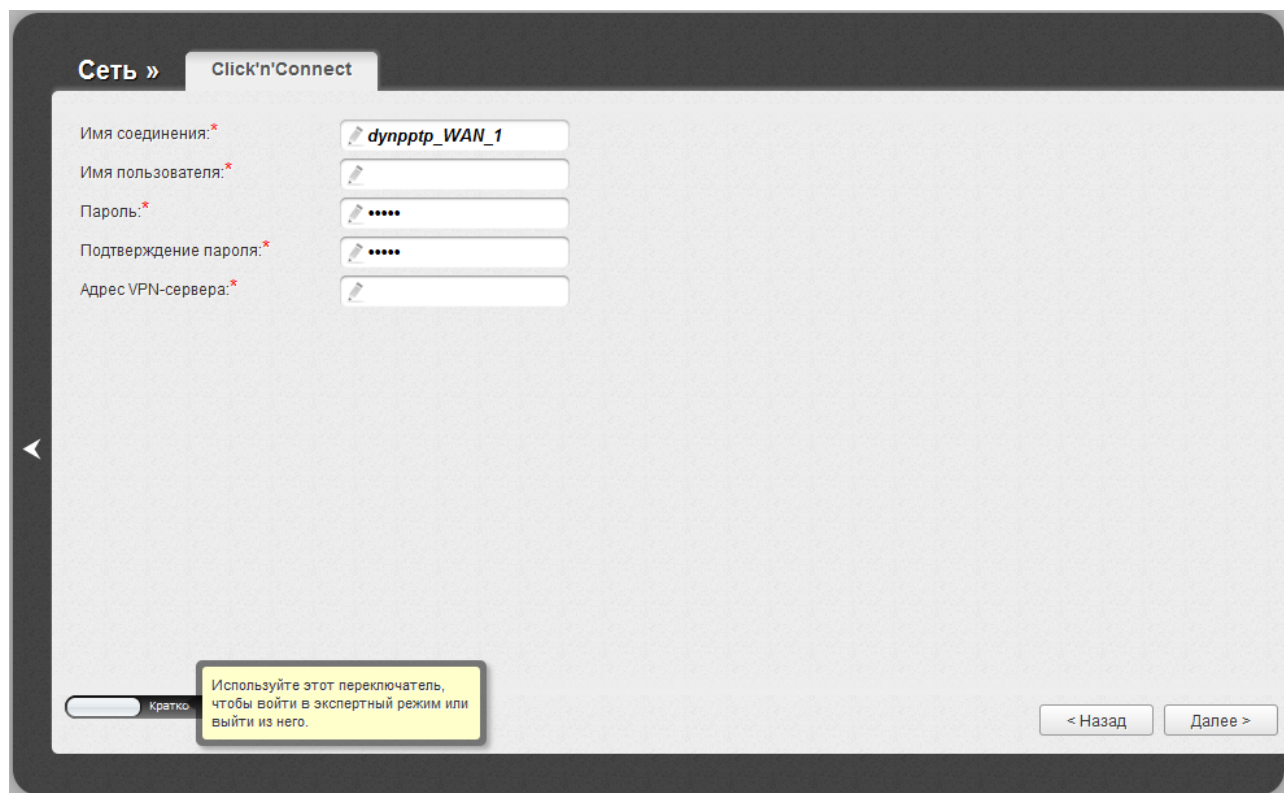 Сеть »
Click'n'Connect
Имя соединения:*
dynpptp_WAN_1
Имя пользователя:*
Пароль:*
•••••
Подтверждение пароля:*
•••••
Адрес VPN-сервера:*
Кратко
Используйте этот переключатель,
чтобы войти в экспертный режим или
выйти из него.
< Назад
Далее >